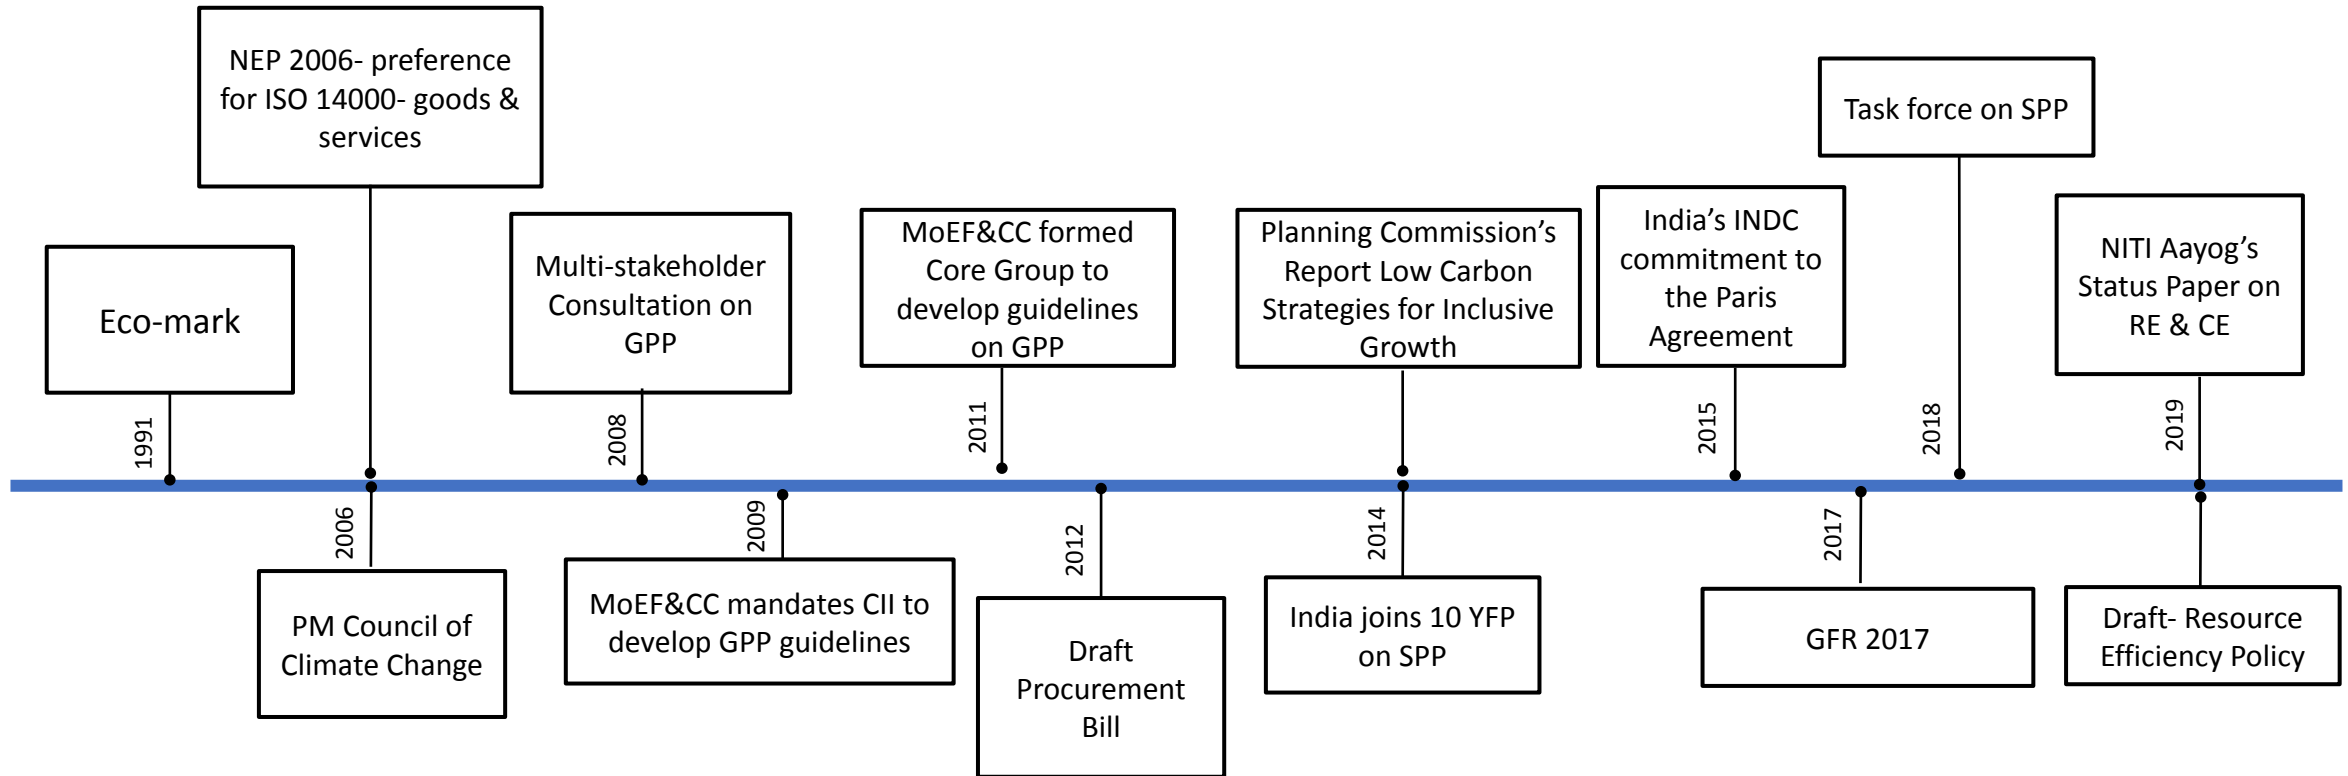 Eco-mark
1991
NEP 2006- preference
for ISO 14000- goods &
services
2006
PM Council of
Climate Change
Multi-stakeholder
Consultation on
GPP
2008
2009
MoEF&CC mandates CII to
develop GPP guidelines
MoEF&CC formed
Core Group to
develop guidelines
on GPP
2011
2012
Draft
Procurement
Bill
Planning Commission’s
Report Low Carbon
Strategies for Inclusive
Growth
2014
India joins 10 YFP
on SPP
India’s INDC
commitment to
the Paris
Agreement
2015
2017
GFR 2017
Task force on SPP
2018
NITI Aayog’s
Status Paper on
RE & CE
2019
Draft- Resource
Efficiency Policy